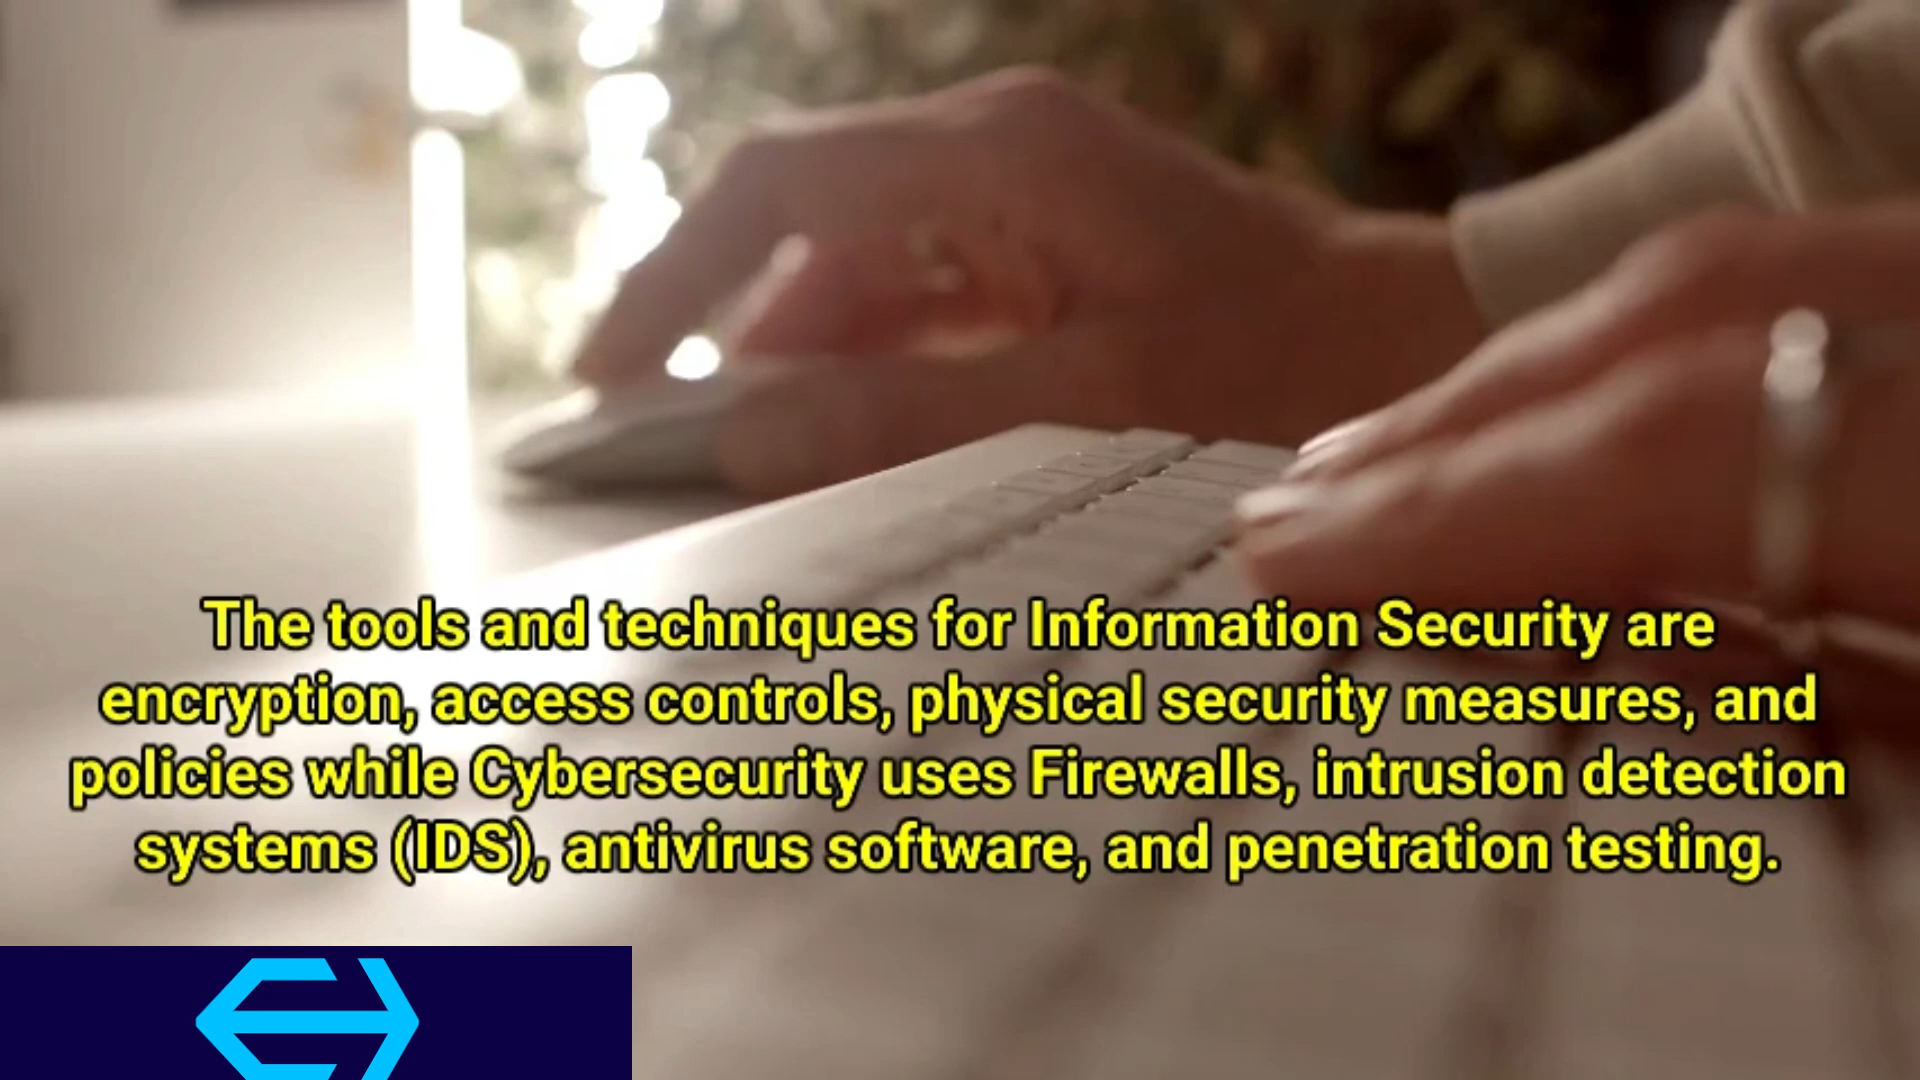 The tools and techniques for Information Security are
encryption, access controls, physical security measures, and
policies while Cybersecurity uses Firewalls, intrusion detection
systems (IDS), antivirus software, and penetration testing.